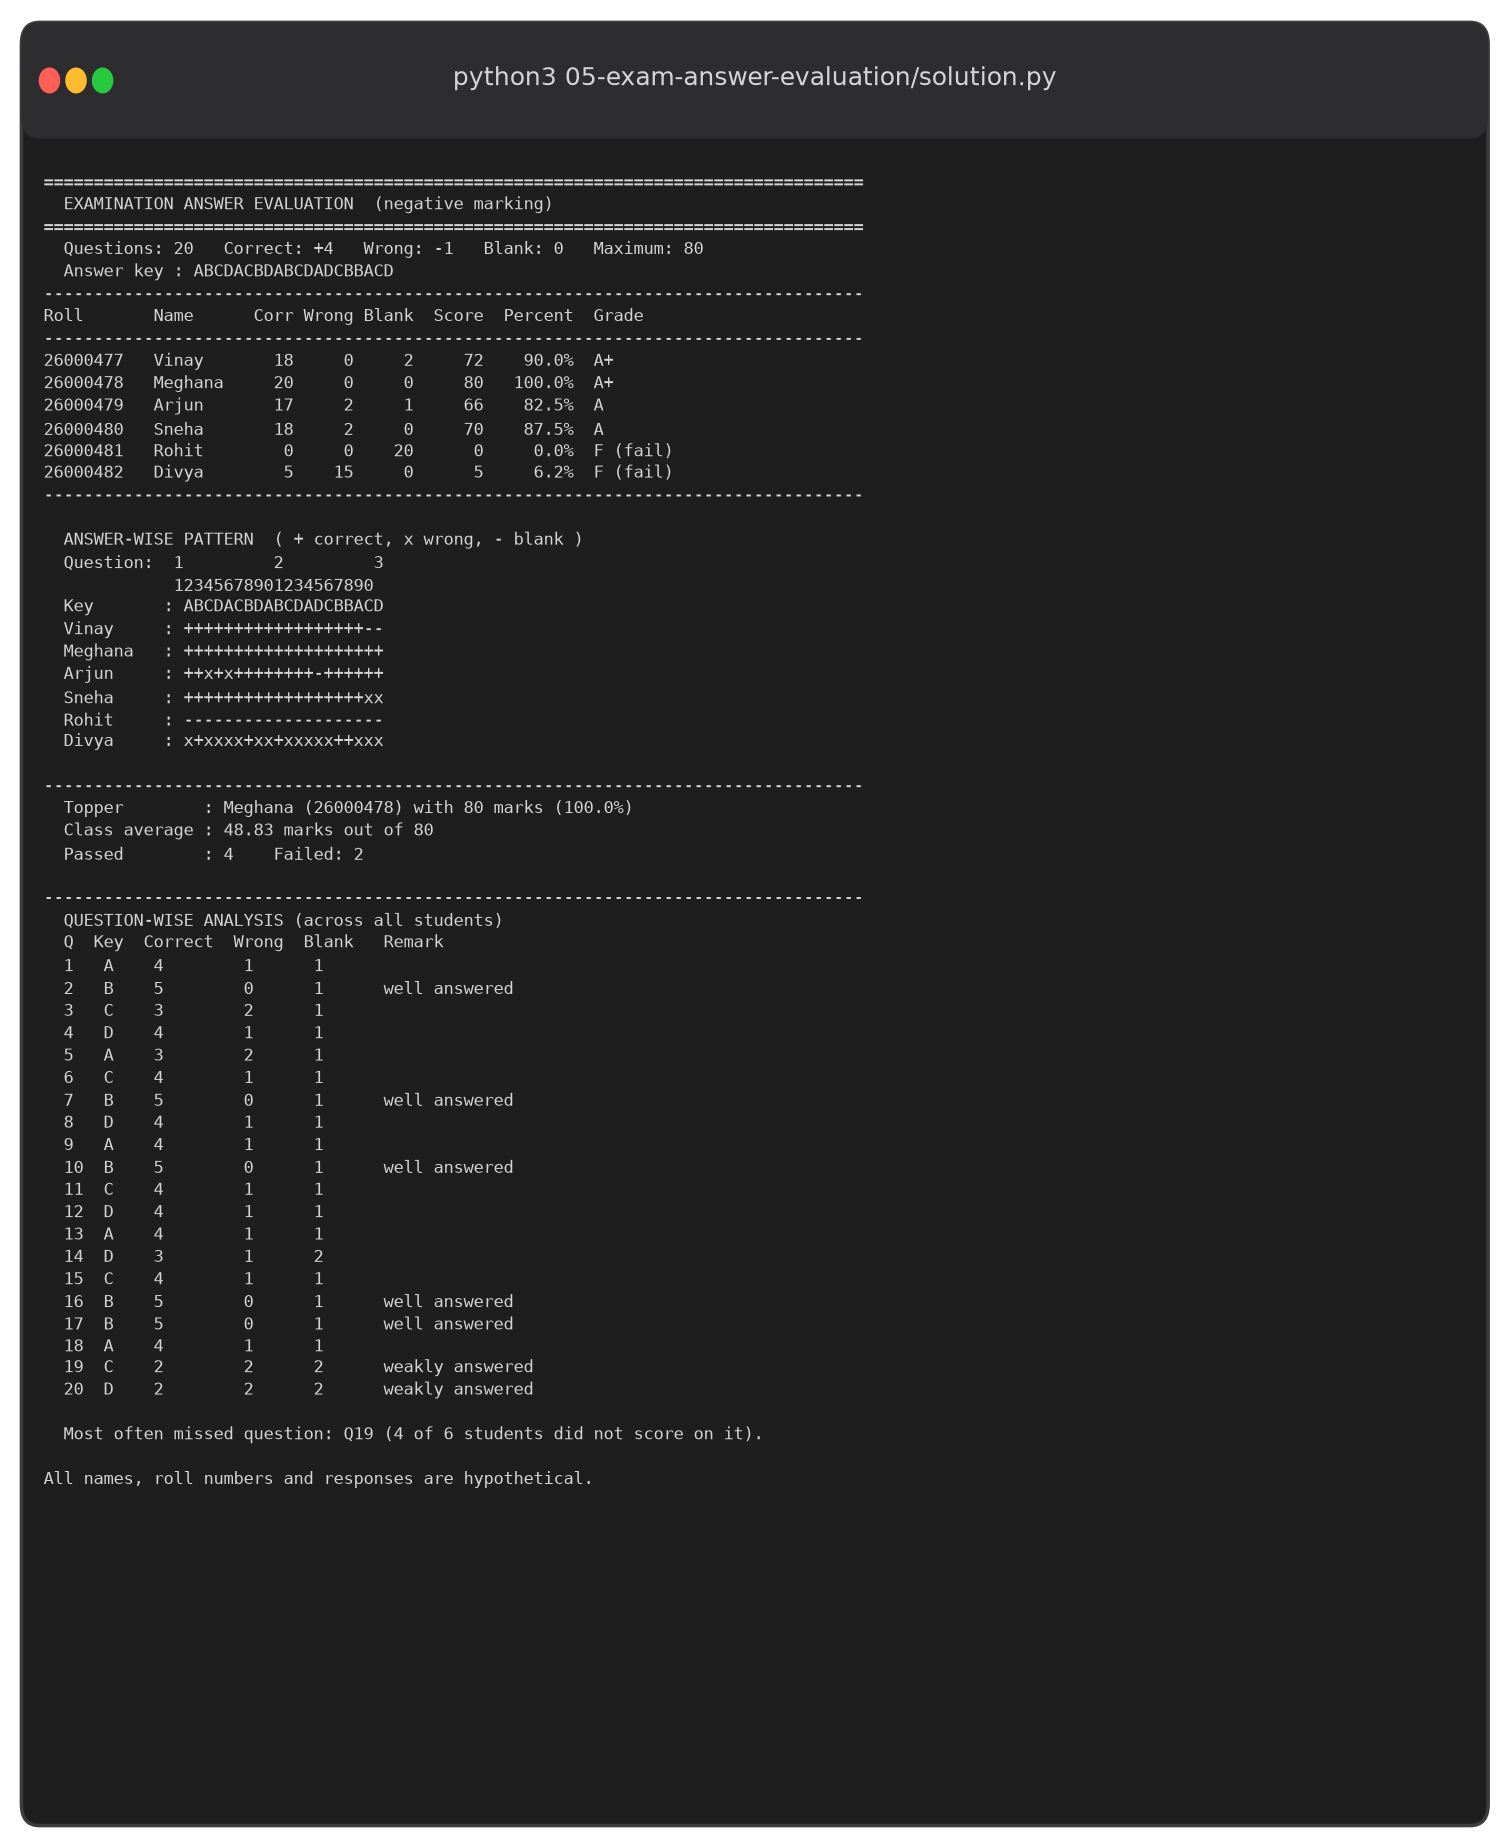 python3 05-exam-answer-evaluation/solution.py
==================================================================================
  EXAMINATION ANSWER EVALUATION  (negative marking)
==================================================================================
  Questions: 20   Correct: +4   Wrong: -1   Blank: 0   Maximum: 80
  Answer key : ABCDACBDABCDADCBBACD
----------------------------------------------------------------------------------
Roll       Name      Corr Wrong Blank  Score  Percent  Grade
----------------------------------------------------------------------------------
26000477   Vinay       18     0     2     72    90.0%  A+
26000478   Meghana     20     0     0     80   100.0%  A+
26000479   Arjun       17     2     1     66    82.5%  A
26000480   Sneha       18     2     0     70    87.5%  A
26000481   Rohit        0     0    20      0     0.0%  F (fail)
26000482   Divya        5    15     0      5     6.2%  F (fail)
----------------------------------------------------------------------------------
  ANSWER-WISE PATTERN  ( + correct, x wrong, - blank )
  Question:  1         2         3
             12345678901234567890
  Key       : ABCDACBDABCDADCBBACD
  Vinay     : ++++++++++++++++++--
  Meghana   : ++++++++++++++++++++
  Arjun     : ++x+x++++++++-++++++
  Sneha     : ++++++++++++++++++xx
  Rohit     : --------------------
  Divya     : x+xxxx+xx+xxxxx++xxx
----------------------------------------------------------------------------------
  Topper        : Meghana (26000478) with 80 marks (100.0%)
  Class average : 48.83 marks out of 80
  Passed        : 4    Failed: 2
----------------------------------------------------------------------------------
  QUESTION-WISE ANALYSIS (across all students)
  Q  Key  Correct  Wrong  Blank   Remark
  1   A    4        1      1
  2   B    5        0      1      well answered
  3   C    3        2      1
  4   D    4        1      1
  5   A    3        2      1
  6   C    4        1      1
  7   B    5        0      1      well answered
  8   D    4        1      1
  9   A    4        1      1
  10  B    5        0      1      well answered
  11  C    4        1      1
  12  D    4        1      1
  13  A    4        1      1
  14  D    3        1      2
  15  C    4        1      1
  16  B    5        0      1      well answered
  17  B    5        0      1      well answered
  18  A    4        1      1
  19  C    2        2      2      weakly answered
  20  D    2        2      2      weakly answered
  Most often missed question: Q19 (4 of 6 students did not score on it).
All names, roll numbers and responses are hypothetical.